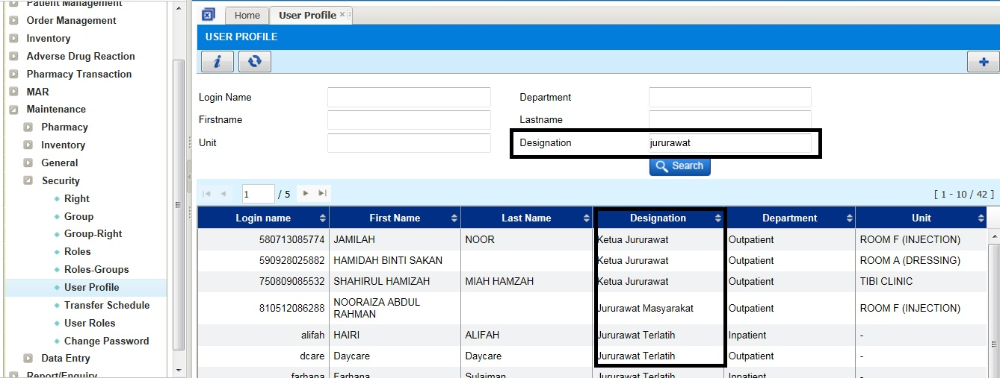 Patient Management
Order Management
Inventory
Adverse Drug Reaction
Pharmacy Transaction
MAR
Maintenance
Pharmacy
Inventory
General
Security
Right
Group
Group-Right
Roles
Roles-Groups
User Profile
Transfer Schedule
User Roles
Change Password
Data Entry
Report/Enquiry
Home User Profile
USER PROFILE
Login Name Department
Firstname Lastname
Unit Designation jururawat
Search
1 / 5 [ 1 - 10 / 42 ]
Login name First Name Last Name Designation Department Unit
580713085774 JAMILAH NOOR Ketua Jururawat Outpatient ROOM F (INJECTION)
590928025882 HAMIDAH BINTI SAKAN Ketua Jururawat Outpatient ROOM A (DRESSING)
750809085532 SHAHIRUL HAMIZAH MIAH HAMZAH Ketua Jururawat Outpatient TIBI CLINIC
810512086288 NOORAIZA ABDUL RAHMAN Jururawat Masyarakat Outpatient ROOM F (INJECTION)
alifah HAIRI ALIFAH Jururawat Terlatih Inpatient -
dcare Daycare Daycare Jururawat Terlatih Outpatient -
farhana Farhana Sulaiman Jururawat Terlatih Inpatient -